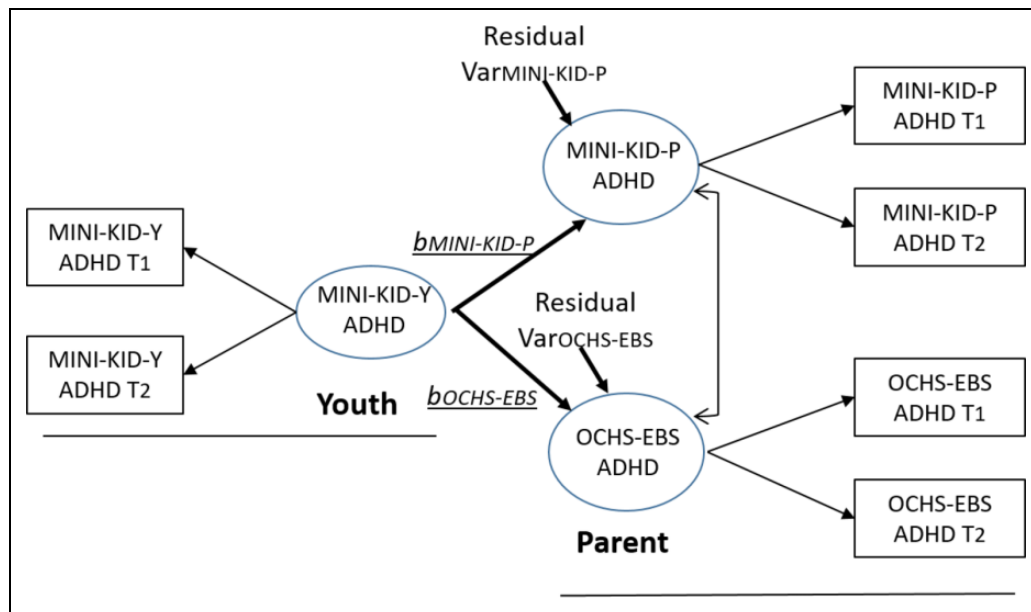 Residual
VarMINI-KID-P
MINI-KID-P
ADHD T1
MINI-KID-P
ADHD
MINI-KID-P
ADHD T2
MINI-KID-Y
ADHD T1
bMINI-KID-P
MINI-KID-Y
ADHD
Residual
VarOCHS-EBS
MINI-KID-Y
ADHD T2
Youth
bOCHS-EBS
OCHS-EBS
ADHD T1
OCHS-EBS
ADHD
OCHS-EBS
ADHD T2
Parent